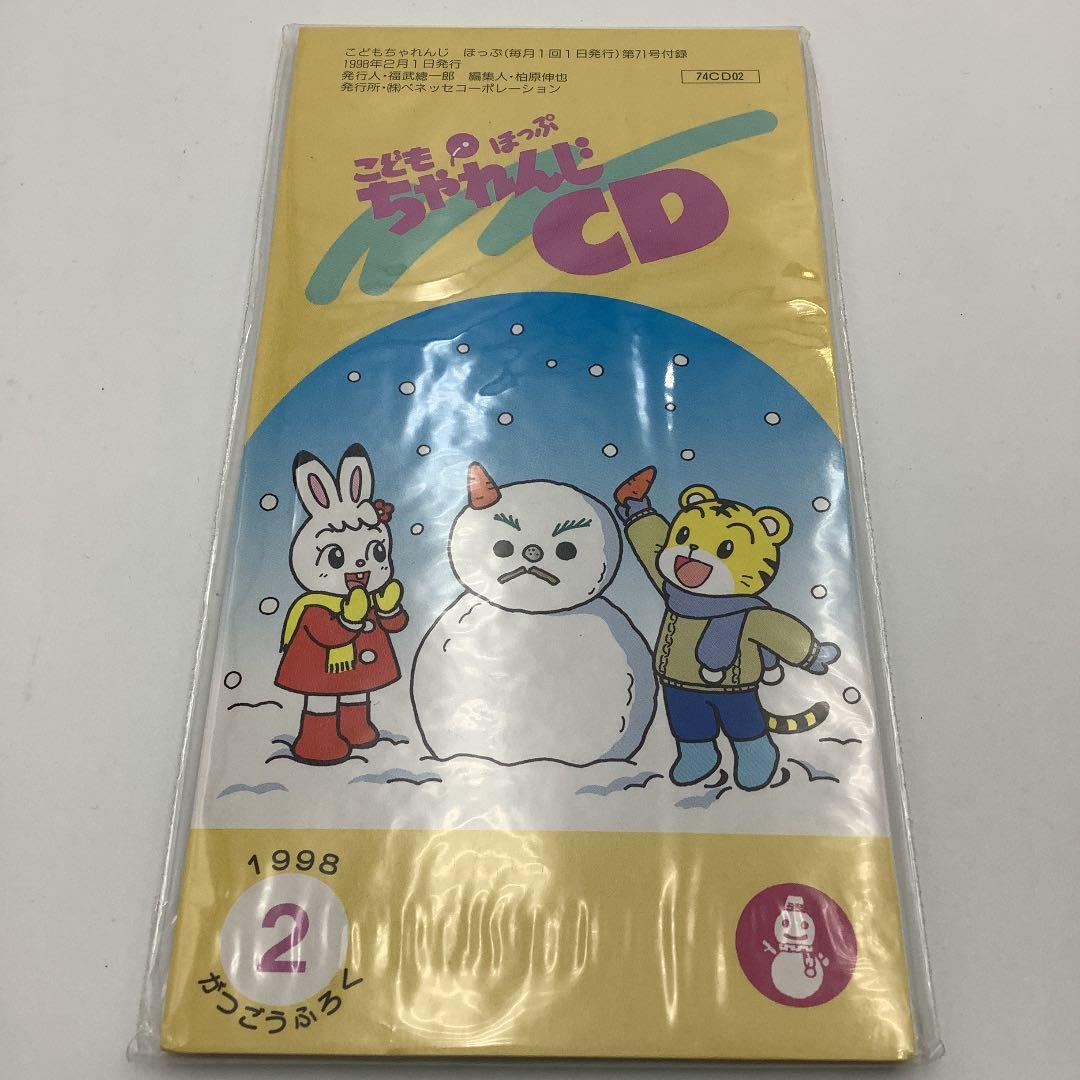 こどもちゃれんじ　ほっぷ(毎月1回1日発行)第71号付録
1998年2月1日発行
発行人・福武總一郎　編集人・柏原伸也
発行所・㈱ベネッセコーポレーション
74CD02
こども ほっぷ
ちゃれんじ
CD
1998
2
がつごうふろく